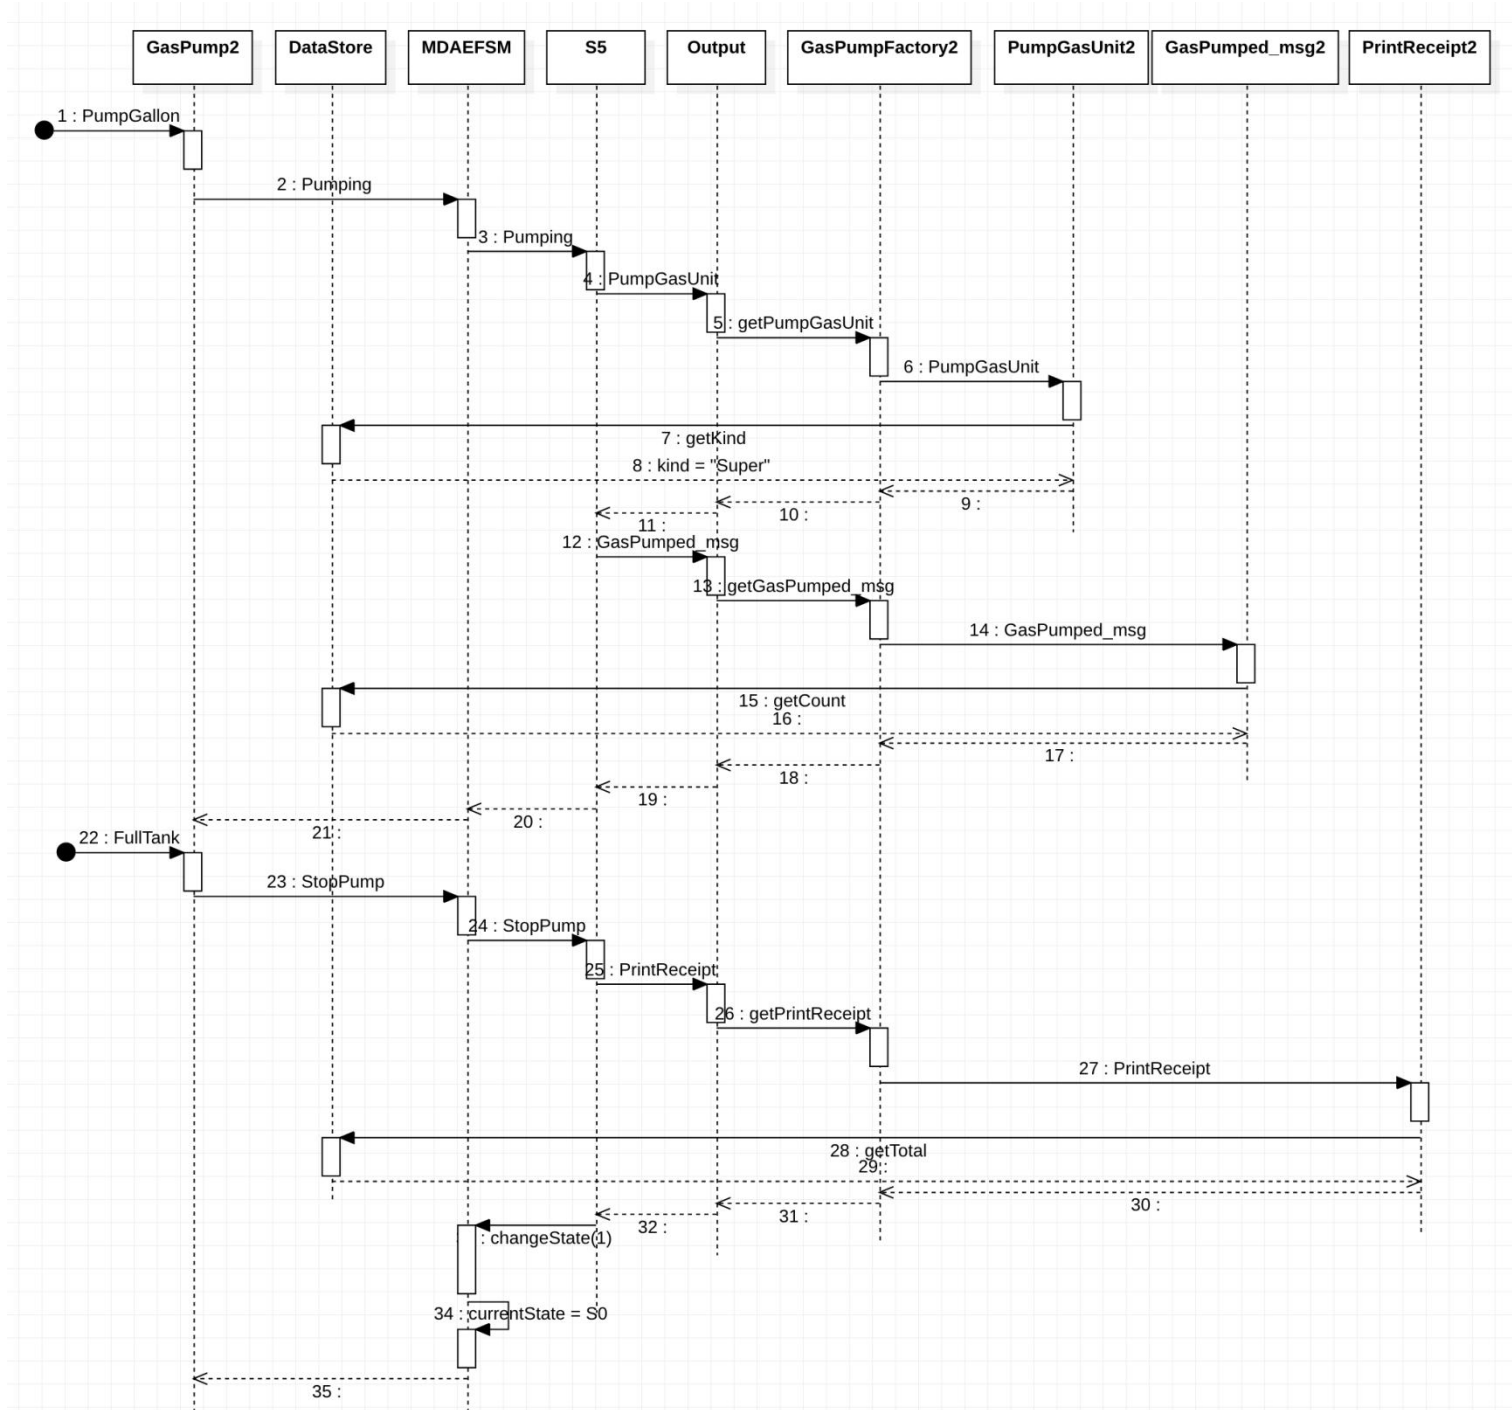 GasPump2
DataStore
MDAEFSM
S5
Output
GasPumpFactory2
PumpGasUnit2
GasPumped_msg2
PrintReceipt2
1 : PumpGallon
2 : Pumping
3 : Pumping
4 : PumpGasUnit
5 : getPumpGasUnit
6 : PumpGasUnit
7 : getKind
8 : kind = "Super"
9 :
10 :
11 :
12 : GasPumped_msg
13 : getGasPumped_msg
14 : GasPumped_msg
15 : getCount
16 :
17 :
18 :
19 :
20 :
21 :
22 : FullTank
23 : StopPump
24 : StopPump
25 : PrintReceipt
26 : getPrintReceipt
27 : PrintReceipt
28 : getTotal
29 :
30 :
31 :
32 :
: changeState(1)
34 : currentState = S0
35 :